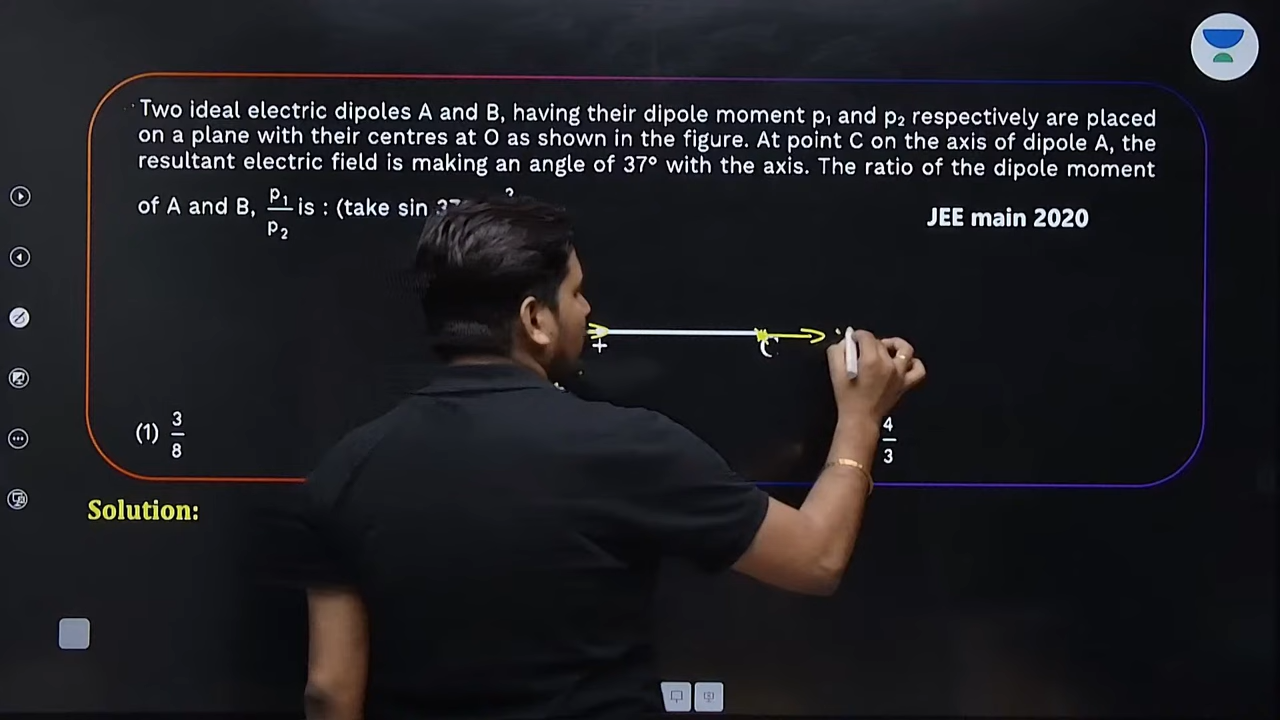 Two ideal electric dipoles A and B, having their dipole moment p₁ and p₂ respectively are placed
on a plane with their centres at O as shown in the figure. At point C on the axis of dipole A, the
resultant electric field is making an angle of 37° with the axis. The ratio of the dipole moment
of A and B, p₁/p₂ is : (take sin
JEE main 2020
+
C
(1) 3/8
4/3
Solution: